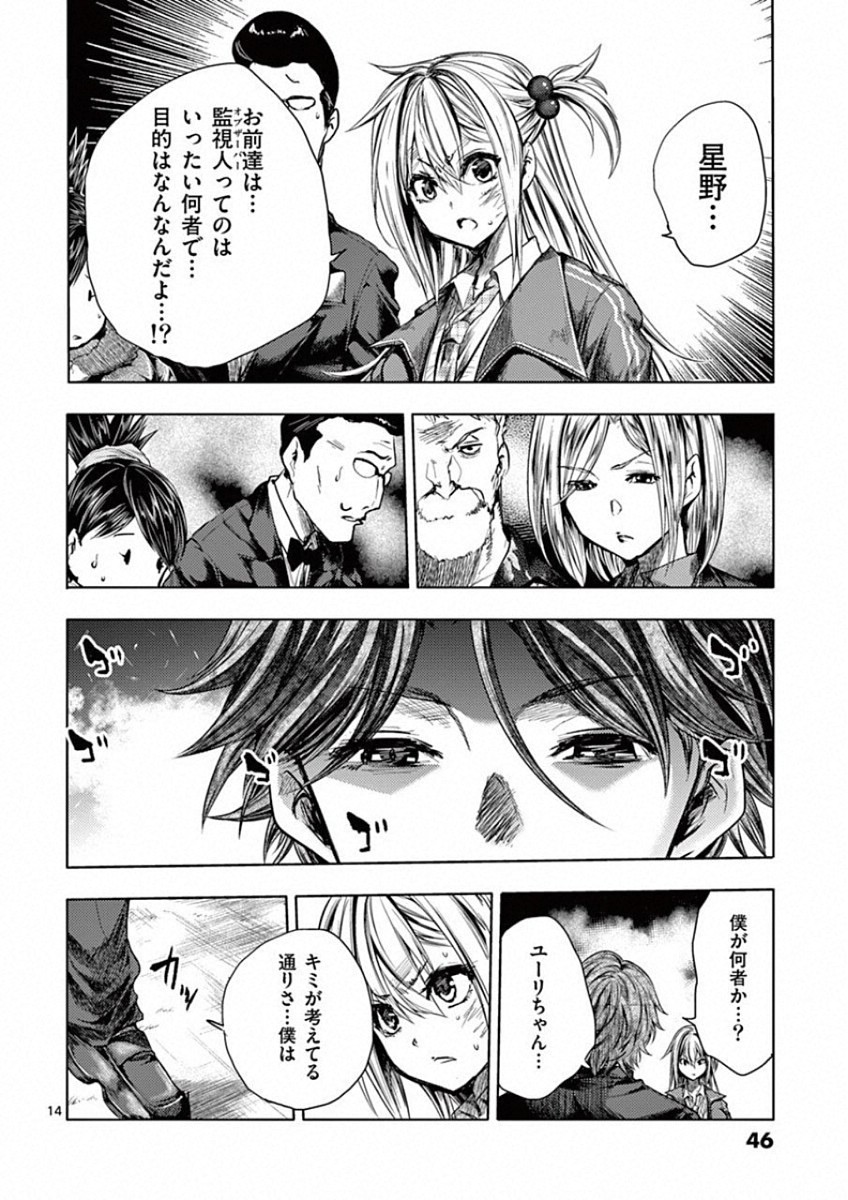 星野…
お前達は…
監視人ってのは
オブザーバー
いったい何者で…
目的はなんなんだよ…!?
ゴ
ゴ
ゴ
ゴ
ゴ
僕が何者か…?
ユーリちゃん…
キミが考えてる
通りさ…僕は
カッ
14
46